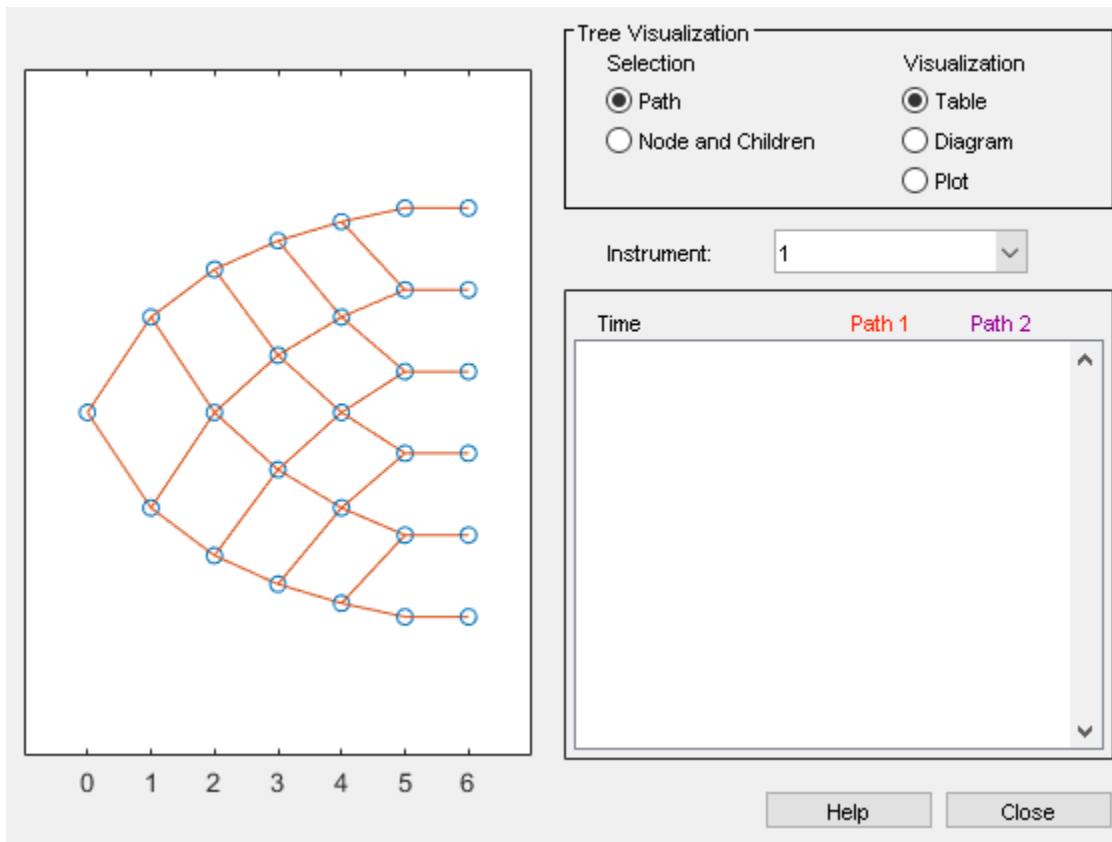 Tree Visualization
Selection Visualization
Path Table
Node and Children Diagram
Plot
Instrument: 1
Time Path 1 Path 2
0 1 2 3 4 5 6
Help Close